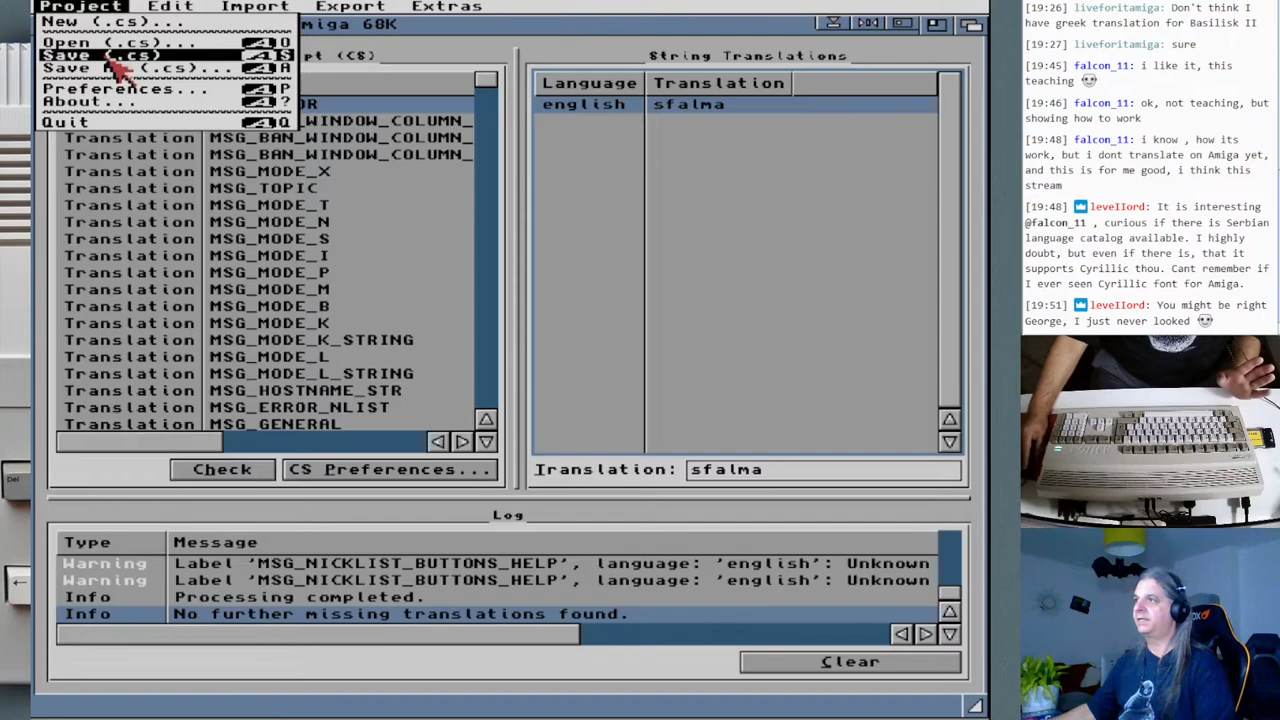 Project Edit Import Export Extras
miga 68K
New (.cs)...
Open (.cs)... O
Save (.cs) S
Save (.cs)... A
Preferences... P
About... ?
Quit Q
pt (CS)
OR
WINDOW_COLUMN_
Translation MSG_BAN_WINDOW_COLUMN_
Translation MSG_BAN_WINDOW_COLUMN_
Translation MSG_MODE_X
Translation MSG_TOPIC
Translation MSG_MODE_T
Translation MSG_MODE_N
Translation MSG_MODE_S
Translation MSG_MODE_I
Translation MSG_MODE_P
Translation MSG_MODE_M
Translation MSG_MODE_B
Translation MSG_MODE_K
Translation MSG_MODE_K_STRING
Translation MSG_MODE_L
Translation MSG_MODE_L_STRING
Translation MSG_HOSTNAME_STR
Translation MSG_ERROR_NLIST
Translation MSG_GENERAL
Check CS Preferences...
String Translations
Language Translation
english sfalma
Translation: sfalma
Log
Type Message
Warning Label 'MSG_NICKLIST_BUTTONS_HELP', language: 'english': Unknown
Warning Label 'MSG_NICKLIST_BUTTONS_HELP', language: 'english': Unknown
Info Processing completed.
Info No further missing translations found.
Clear
[19:26] liveforitamiga: Don't think I
have greek translation for Basilisk II
[19:27] liveforitamiga: sure
[19:45] falcon_11: i like it, this
teaching
[19:46] falcon_11: ok, not teaching, but
showing how to work
[19:48] falcon_11: i know , how its
work, but i dont translate on Amiga yet,
and this is for me good, i think this
stream
[19:48] leveIIord: It is interesting
@falcon_11 , curious if there is Serbian
language catalog available. I highly
doubt, but even if there is, that it
supports Cyrillic thou. Cant remember if
I ever seen Cyrillic font for Amiga.
[19:51] leveIIord: You might be right
George, I just never looked
Del